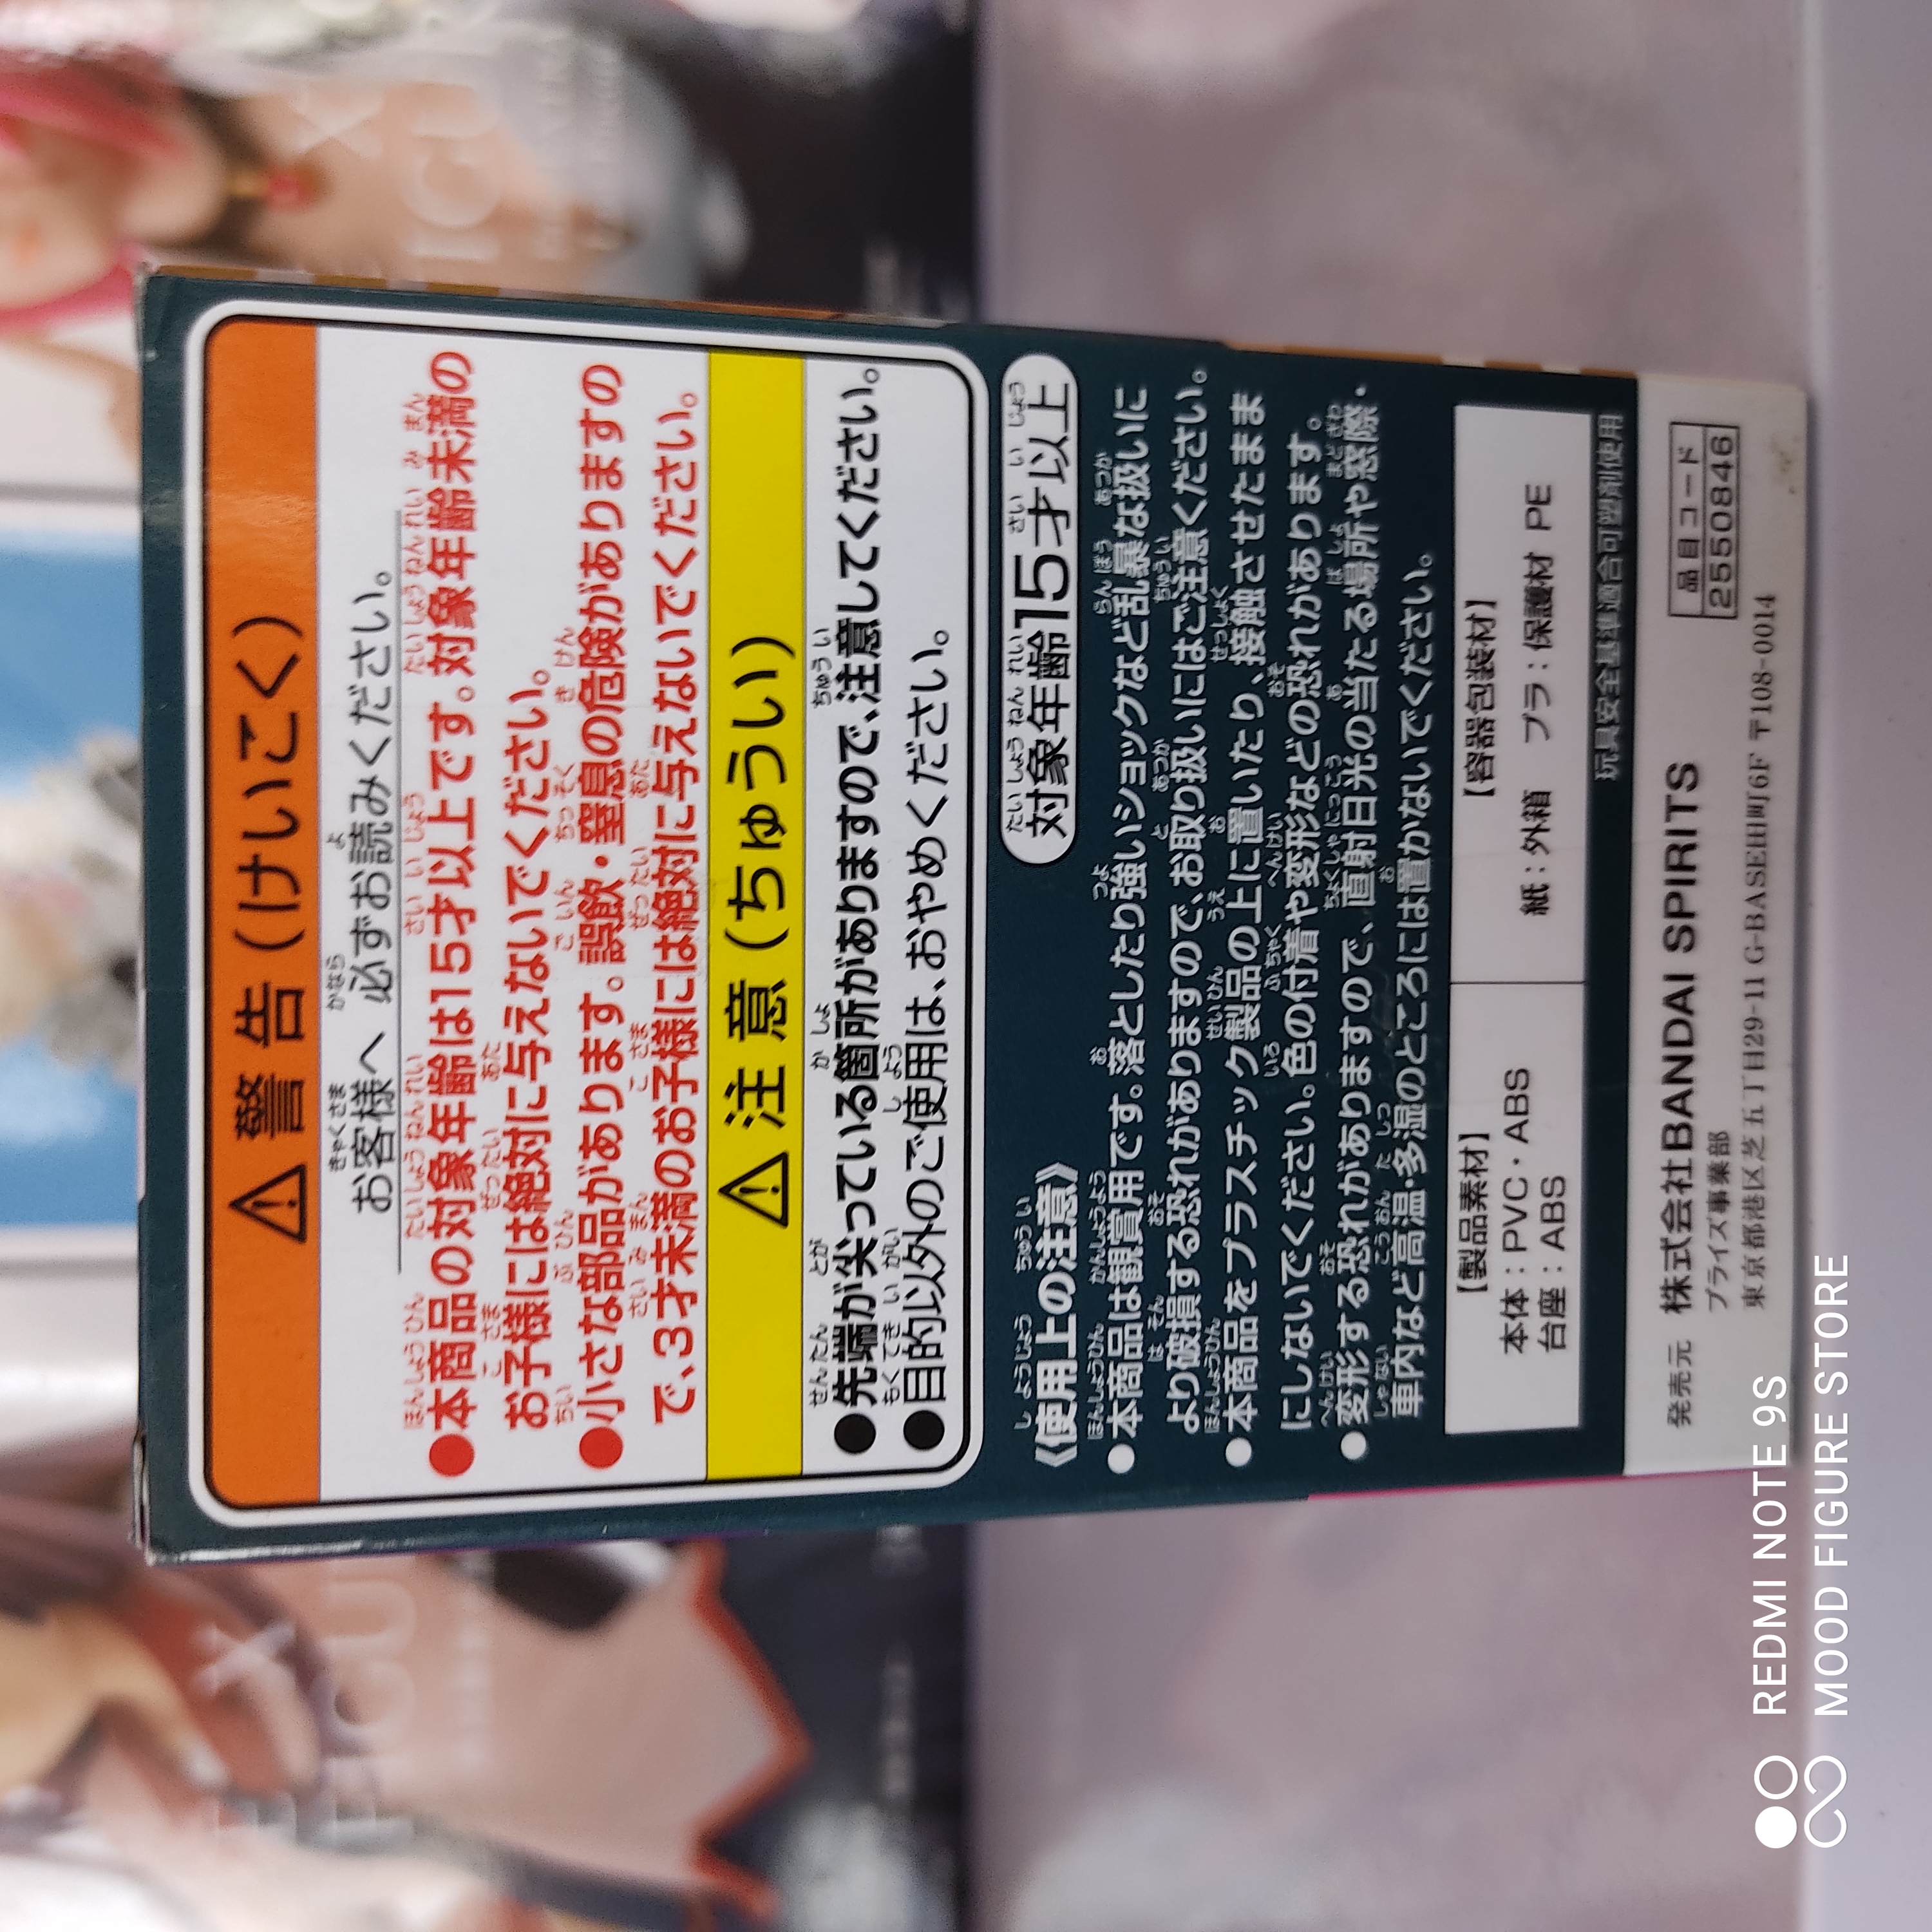 ⚠ 警告(けいこく)
お客様へ 必ずお読みください。
●本商品の対象年齢は15才以上です。対象年齢未満の
お子様には絶対に与えないでください。
●小さな部品があります。誤飲・窒息の危険がありますの
で、3才未満のお子様には絶対に与えないでください。
⚠ 注意(ちゅうい)
●先端が尖っている箇所がありますので、注意してください。
●目的以外のご使用は、おやめください。
《使用上の注意》 対象年齢15才以上
●本商品は観賞用です。落としたり強いショックなど乱暴な扱いに
より破損する恐れがありますので、お取り扱いにはご注意ください。
●本商品をプラスチック製品の上に置いたり、接触させたまま
にしないでください。色の付着や変形などの恐れがあります。
●変形する恐れがありますので、直射日光の当たる場所や窓際・
車内など高温・多湿のところには置かないでください。
【製品素材】 【容器包装材】
本体:PVC・ABS 紙:外箱 プラ:保護材 PE
台座:ABS
玩具安全基準適合可塑剤使用
発売元 株式会社BANDAI SPIRITS
プライズ事業部
東京都港区芝五丁目29-11 G-BASE田町6F 〒108-0014
品目コード
2550846
REDMI NOTE 9S
MOOD FIGURE STORE